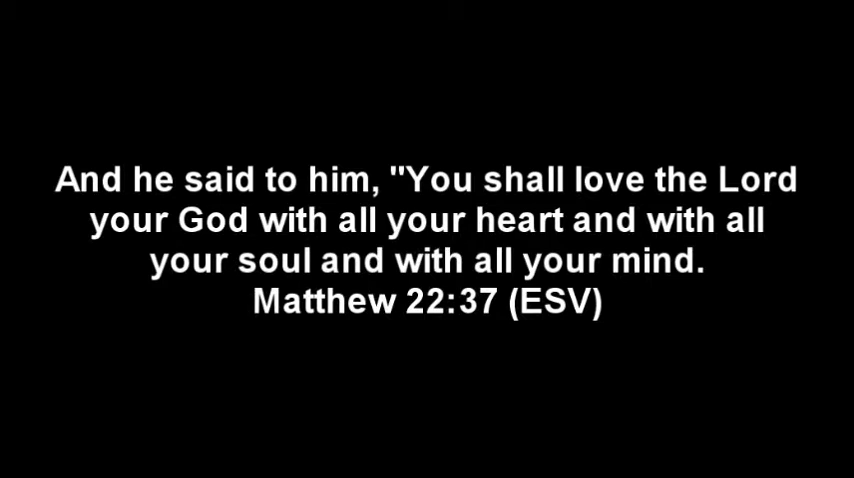 And he said to him, "You shall love the Lord
your God with all your heart and with all
your soul and with all your mind.
Matthew 22:37 (ESV)